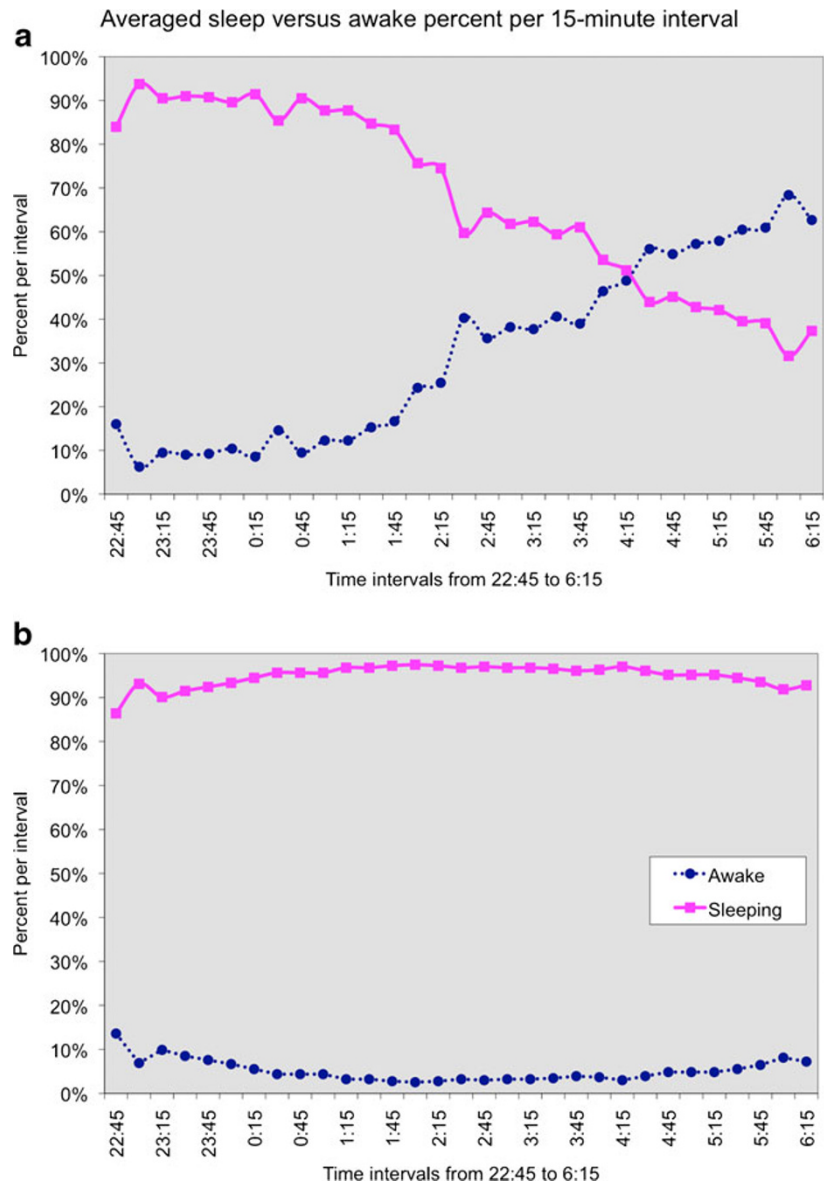 Averaged sleep versus awake percent per 15-minute interval
a
100%
90%
80%
70%
60%
50%
40%
30%
20%
10%
0%
Percent per interval
22:45 23:15 23:45 0:15 0:45 1:15 1:45 2:15 2:45 3:15 3:45 4:15 4:45 5:15 5:45 6:15
Time intervals from 22:45 to 6:15
b
100%
90%
80%
70%
60%
50%
40%
30%
20%
10%
0%
Percent per interval
Awake
Sleeping
22:45 23:15 23:45 0:15 0:45 1:15 1:45 2:15 2:45 3:15 3:45 4:15 4:45 5:15 5:45 6:15
Time intervals from 22:45 to 6:15